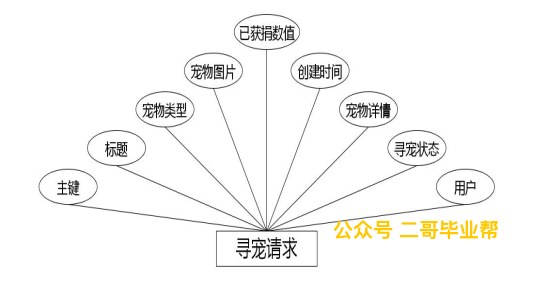 已获捐数值
宠物图片
创建时间
宠物类型
宠物详情
标题
寻宠状态
主键
用户
寻宠请求
公众号 二哥毕业帮